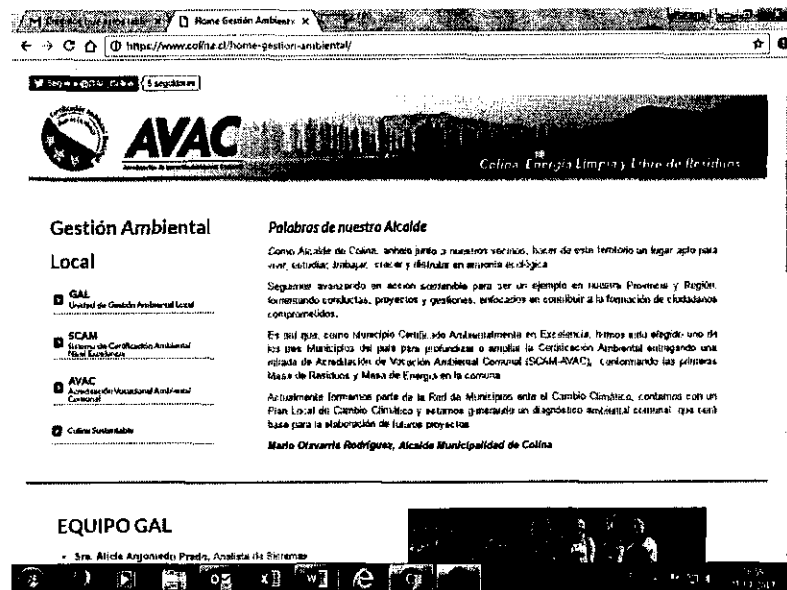 Home Gestión Ambient
https://www.colina.cl/home-gestion-ambiental/
5 seguidores
AVAC
Colina, Energía Limpia y Libre de Residuos
Gestión Ambiental
Local
GAL
Unidad de Gestión Ambiental Local
SCAM
Sistema de Certificación Ambiental
Nivel Excelencia
AVAC
Acreditación Vocacional Ambiental
Comunal
Colina Sustentable
Palabras de nuestro Alcalde
Como Alcalde de Colina, anhelo junto a nuestros vecinos, hacer de este territorio un lugar apto para
vivir, estudiar, trabajar, crecer y disfrutar en armonía ecológica
Seguimos avanzando en acción sostenible para ser un ejemplo en nuestra Provincia y Región,
fomentando conductas, proyectos y gestiones, enfocados en contribuir a la formación de ciudadanos
comprometidos.
Es así que, como Municipio Certificado Ambientalmente en Excelencia, hemos sido elegido uno de
los tres Municipios del país para profundizar o ampliar la Certificación Ambiental entregando una
mirada de Acreditación de Vocación Ambiental Comunal (SCAM-AVAC), conformando las primeras
Mesa de Residuos y Mesa de Energía en la comuna
Actualmente formamos parte de la Red de Municipios ante el Cambio Climático, contamos con un
Plan Local de Cambio Climático y estamos generando un diagnóstico ambiental comunal que será
base para la elaboración de futuros proyectos
Mario Olavarría Rodríguez, Alcalde Municipalidad de Colina
EQUIPO GAL
Sra. Alicia Prado, Analista de Sistemas